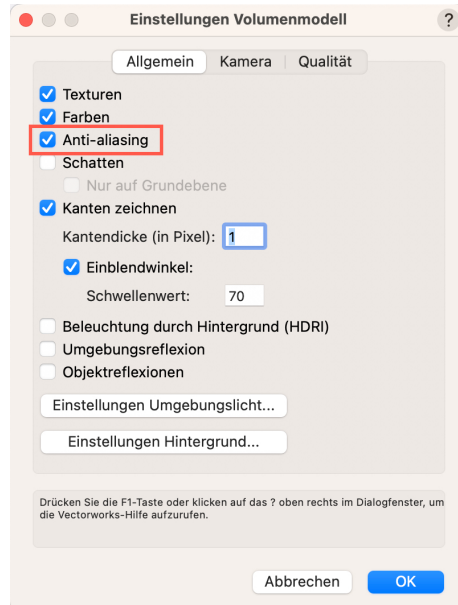 Einstellungen Volumenmodell
?
Allgemein Kamera Qualität
Texturen
Farben
Anti-aliasing
Schatten
Nur auf Grundebene
Kanten zeichnen
Kantendicke (in Pixel): 1
Einblendwinkel:
Schwellenwert: 70
Beleuchtung durch Hintergrund (HDRI)
Umgebungsreflexion
Objektreflexionen
Einstellungen Umgebungslicht...
Einstellungen Hintergrund...
Drücken Sie die F1-Taste oder klicken auf das ? oben rechts im Dialogfenster, um
die Vectorworks-Hilfe aufzurufen.
Abbrechen OK